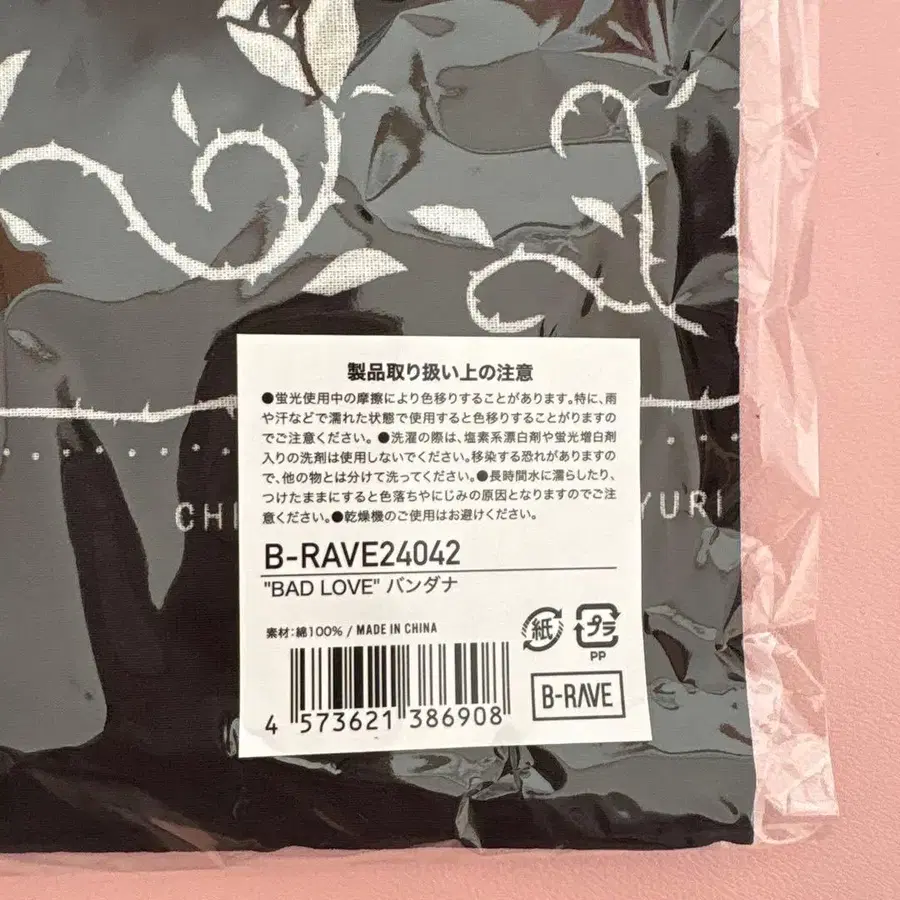 製品取り扱い上の注意
●蛍光使用中の摩擦により色移りすることがあります。特に、雨
や汗などで濡れた状態で使用すると色移りすることがりますの
でご注意ください。●洗濯の際は、塩素系漂白剤や蛍光増白剤
入りの洗剤は使用しないでください。移染する恐れがありますの
で、他の物とは分けて洗ってください。●長時間水に濡らしたり、
つけたままにすると色落ちやにじみの原因となりますのでご注
意ください。●乾燥機のご使用はお避けください。
CHI
YURI
B-RAVE24042
"BAD LOVE" バンダナ
素材:綿100% / MADE IN CHINA
紙
プラ
PP
B-RAVE
4 573621 386908